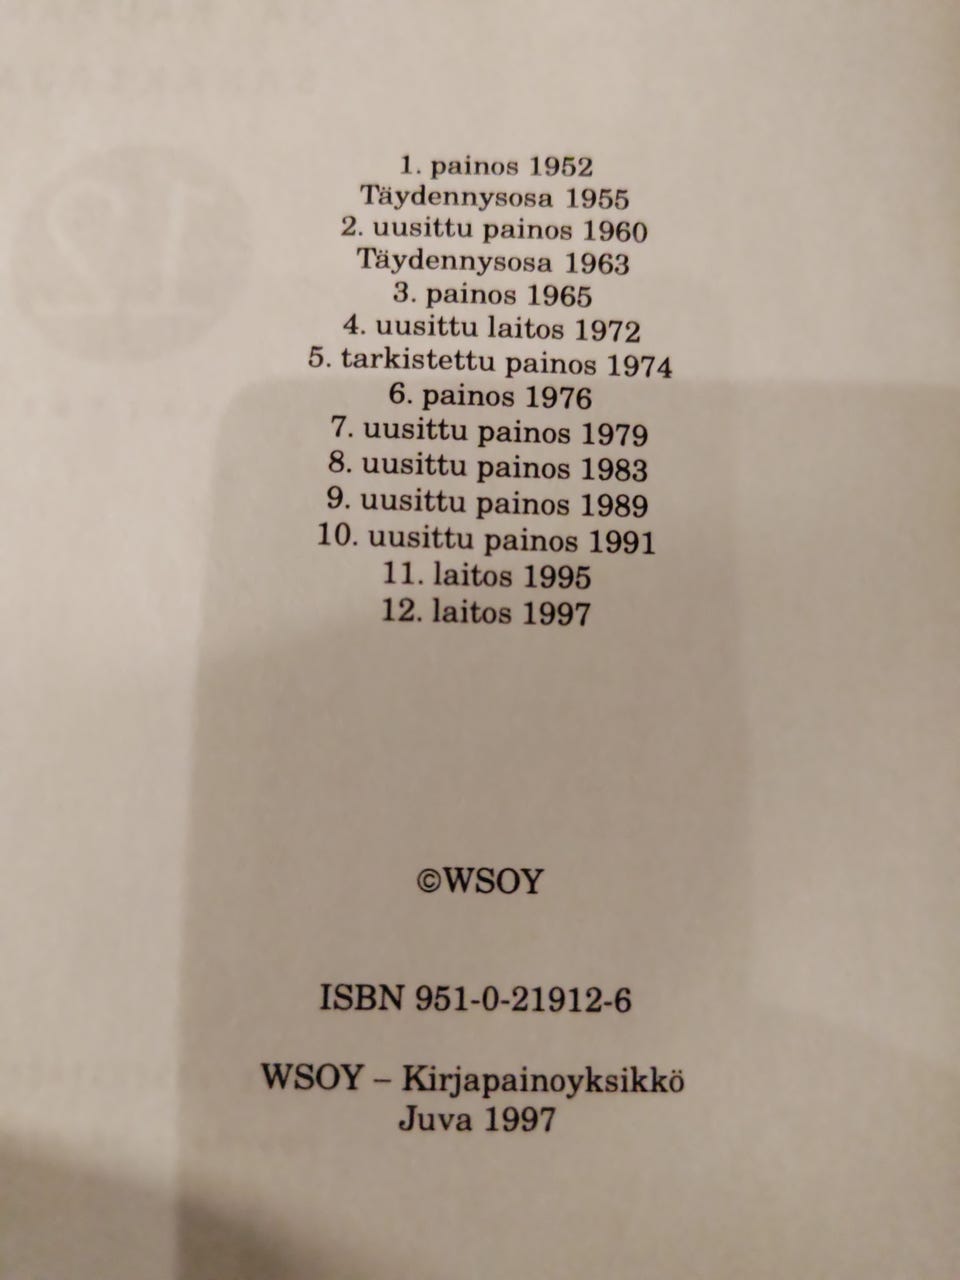 1. painos 1952
Täydennysosa 1955
2. uusittu painos 1960
Täydennysosa 1963
3. painos 1965
4. uusittu laitos 1972
5. tarkistettu painos 1974
6. painos 1976
7. uusittu painos 1979
8. uusittu painos 1983
9. uusittu painos 1989
10. uusittu painos 1991
11. laitos 1995
12. laitos 1997
©WSOY
ISBN 951-0-21912-6
WSOY – Kirjapainoyksikkö
Juva 1997